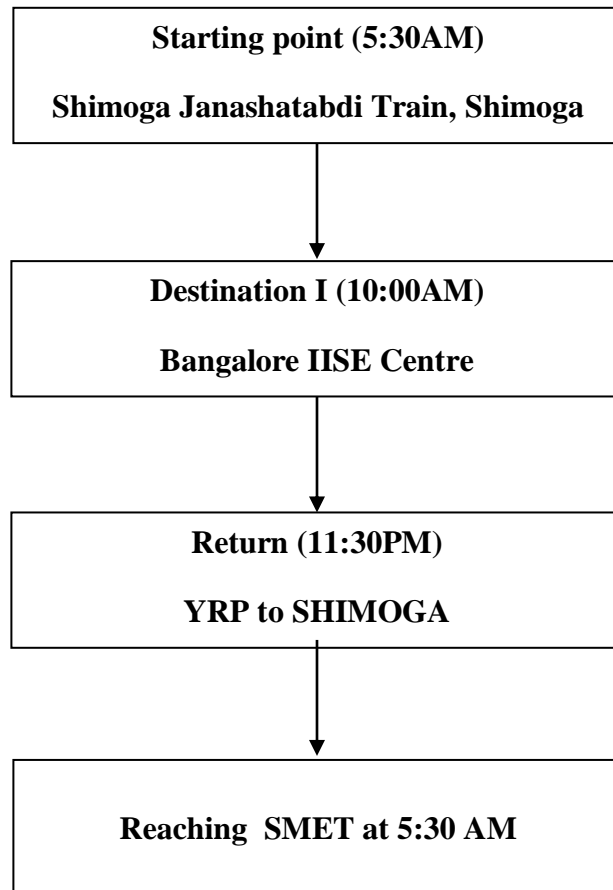 Starting point (5:30AM)
Shimoga Janashatabdi Train, Shimoga
Destination I (10:00AM)
Bangalore IISE Centre
Return (11:30PM)
YRP to SHIMOGA
Reaching SMET at 5:30 AM